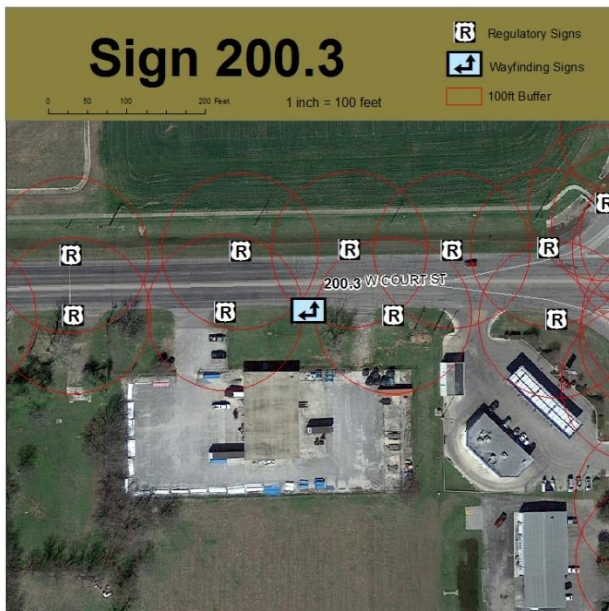 Sign 200.3
R Regulatory Signs
Wayfinding Signs
100ft Buffer
0 50 100 200 Feet
1 inch = 100 feet
R
R
R
R
R
R
200.3 W COURT ST
R
R
R
R